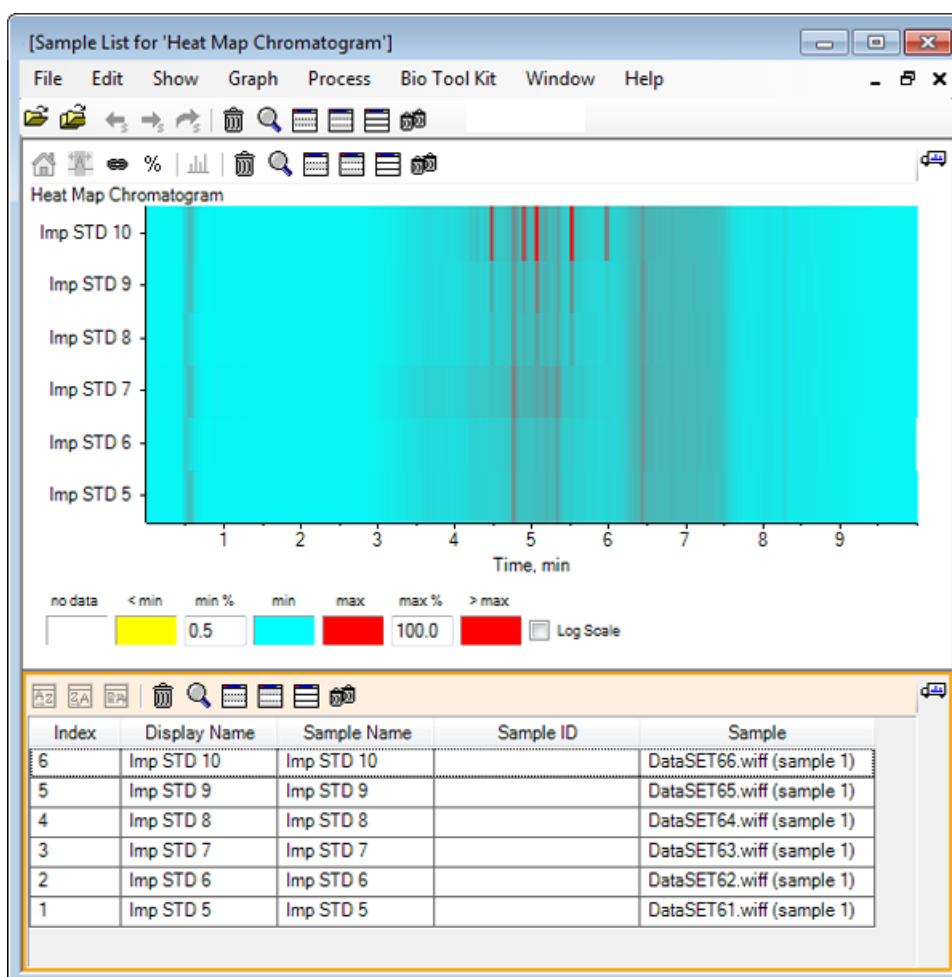 [Sample List for 'Heat Map Chromatogram']
File Edit Show Graph Process Bio Tool Kit Window Help
%
Heat Map Chromatogram
Imp STD 10
Imp STD 9
Imp STD 8
Imp STD 7
Imp STD 6
Imp STD 5
1 2 3 4 5 6 7 8 9
Time, min
no data < min min % min max max % > max
0.5 100.0 Log Scale
Index Display Name Sample Name Sample ID Sample
6 Imp STD 10 Imp STD 10 DataSET66.wiff (sample 1)
5 Imp STD 9 Imp STD 9 DataSET65.wiff (sample 1)
4 Imp STD 8 Imp STD 8 DataSET64.wiff (sample 1)
3 Imp STD 7 Imp STD 7 DataSET63.wiff (sample 1)
2 Imp STD 6 Imp STD 6 DataSET62.wiff (sample 1)
1 Imp STD 5 Imp STD 5 DataSET61.wiff (sample 1)